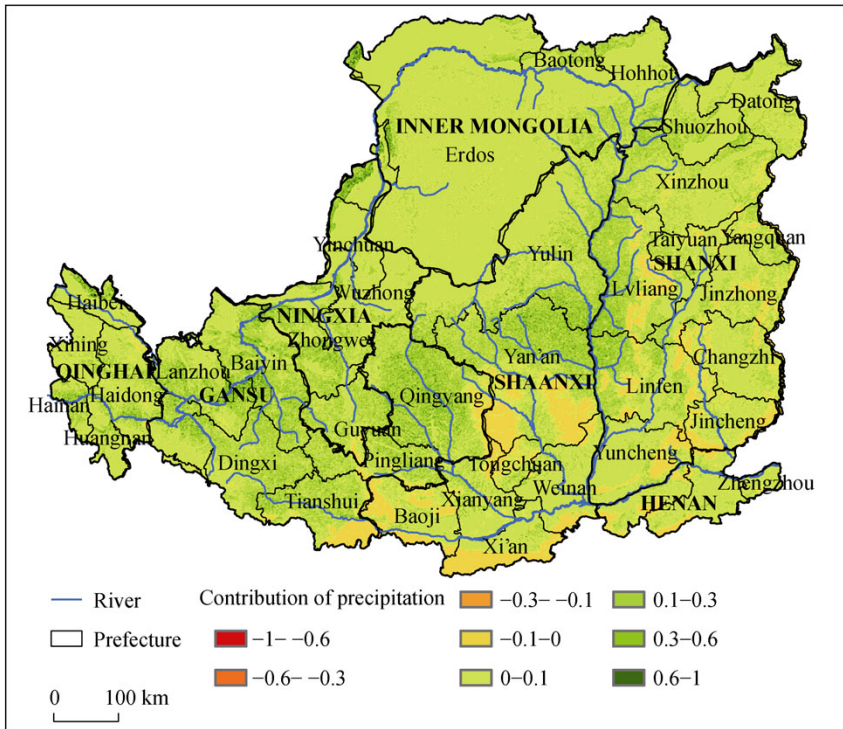 Baotong
Hohhot
Datong
INNER MONGOLIA
Shuozhou
Erdos
Xinzhou
Yinchuan
Yulin
Taiyuan
Yangquan
SHANXI
Haibei
Wuzhong
Lvliang
Jinzhong
NINGXIA
Xining
Zhongwei
Lanzhou
Baiyin
Yan'an
Changzhi
QINGHAI
Haidong
GANSU
Qingyang
SHAANXI
Linfen
Hainan
Jincheng
Huangnan
Guyuan
Yuncheng
Dingxi
Pingliang
Tongchuan
Zhengzhou
Tianshui
Xianyang
Weinan
HENAN
Baoji
Xi'an
River
Contribution of precipitation
−0.3− −0.1
0.1−0.3
Prefecture
−1− −0.6
−0.1−0
0.3−0.6
−0.6− −0.3
0−0.1
0.6−1
0 100 km